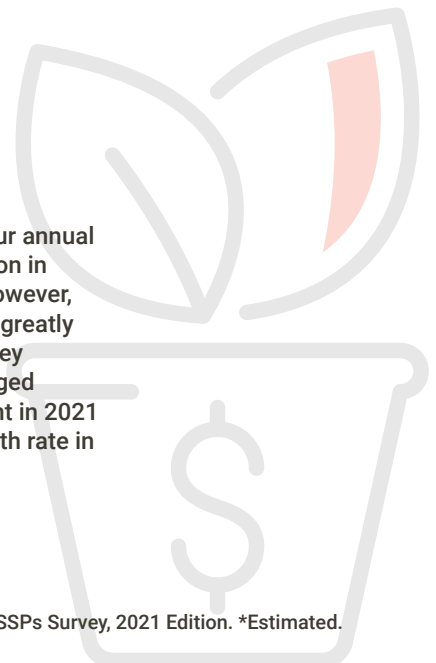 ur annual
on in
owever,
greatly
ey
ged
nt in 2021
th rate in
$
SSPs Survey, 2021 Edition. *Estimated.